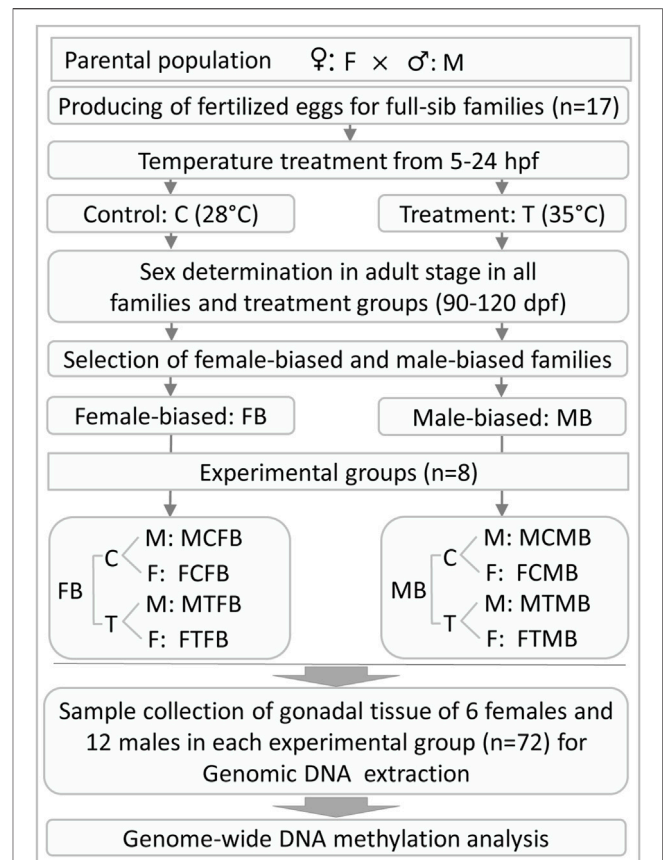 Parental population ♀: F × ♂: M
Producing of fertilized eggs for full-sib families (n=17)
Temperature treatment from 5-24 hpf
Control: C (28°C)
Treatment: T (35°C)
Sex determination in adult stage in all
families and treatment groups (90-120 dpf)
Selection of female-biased and male-biased families
Female-biased: FB
Male-biased: MB
Experimental groups (n=8)
FB
C
M: MCFB
F: FCFB
T
M: MTFB
F: FTFB
MB
C
M: MCMB
F: FCMB
T
M: MTMB
F: FTMB
Sample collection of gonadal tissue of 6 females and
12 males in each experimental group (n=72) for
Genomic DNA extraction
Genome-wide DNA methylation analysis